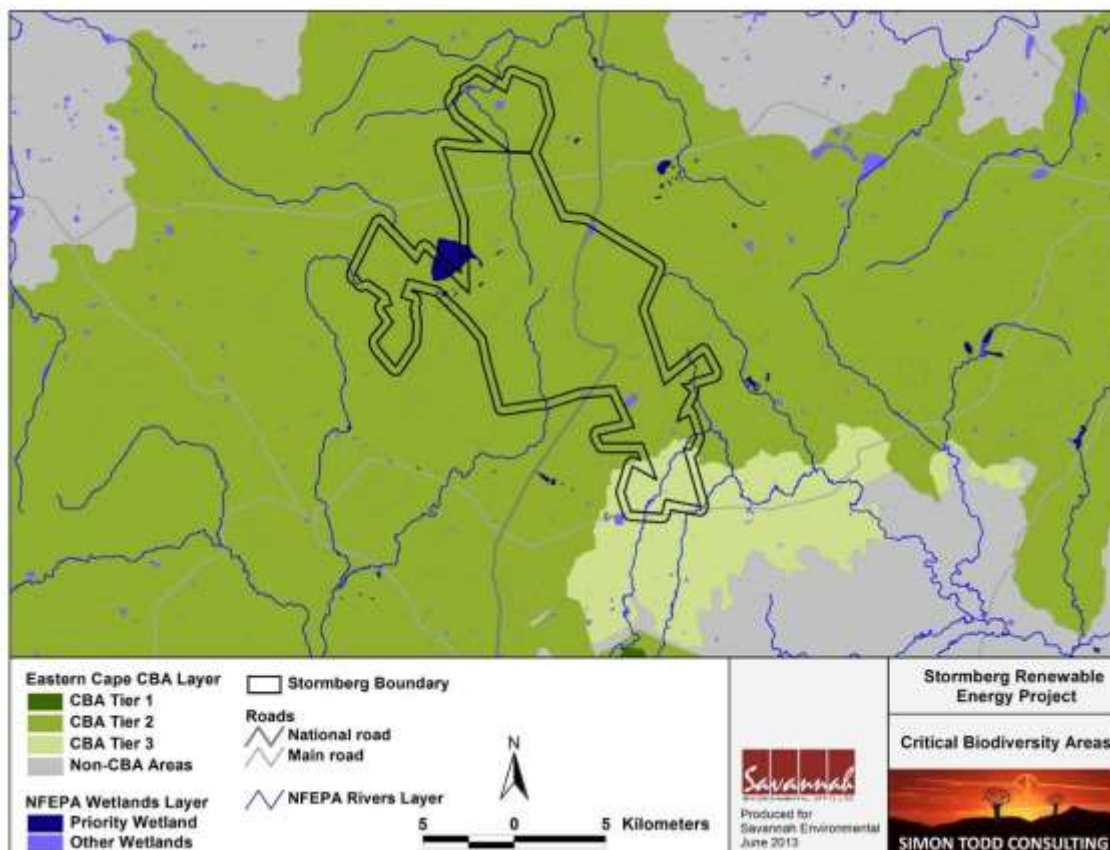 Eastern Cape CBA Layer
CBA Tier 1
CBA Tier 2
CBA Tier 3
Non-CBA Areas
NFEPA Wetlands Layer
Priority Wetland
Other Wetlands
Stormberg Boundary
Roads
National road
Main road
NFEPA Rivers Layer
N
5 0 5 Kilometers
Savannah
Produced for
Savannah Environmental
June 2013
Stormberg Renewable
Energy Project
Critical Biodiversity Areas
SIMON TODD CONSULTING